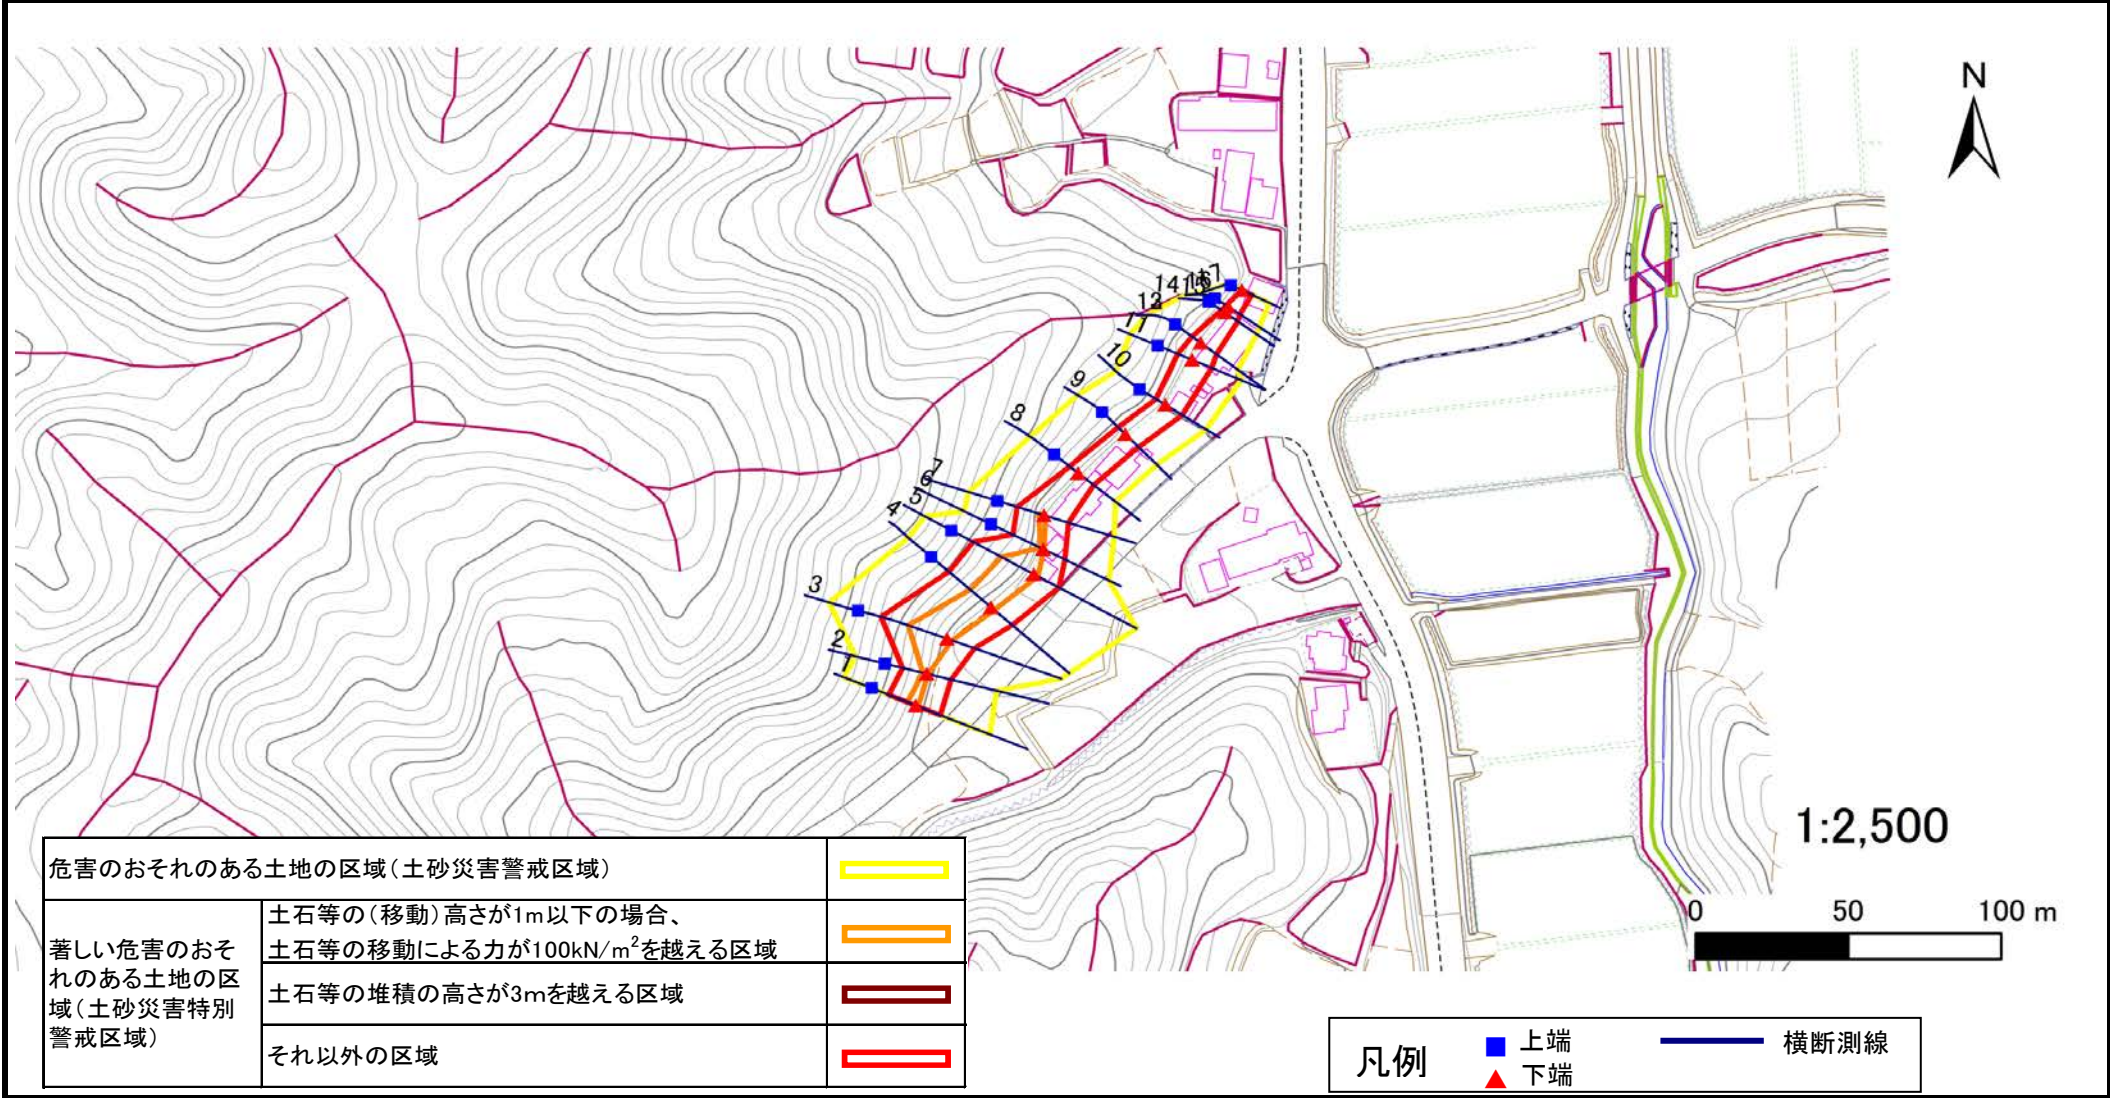 N
17
16
15
14
13
12
11
10
9
8
7
6
5
4
3
2
1
1:2,500
0 50 100 m
危害のおそれのある土地の区域(土砂災害警戒区域)
著しい危害のおそ
れのある土地の区
域(土砂災害特別
警戒区域)
土石等の(移動)高さが1m以下の場合、
土石等の移動による力が100kN/m²を越える区域
土石等の堆積の高さが3mを越える区域
それ以外の区域
凡例
上端
下端
横断測線